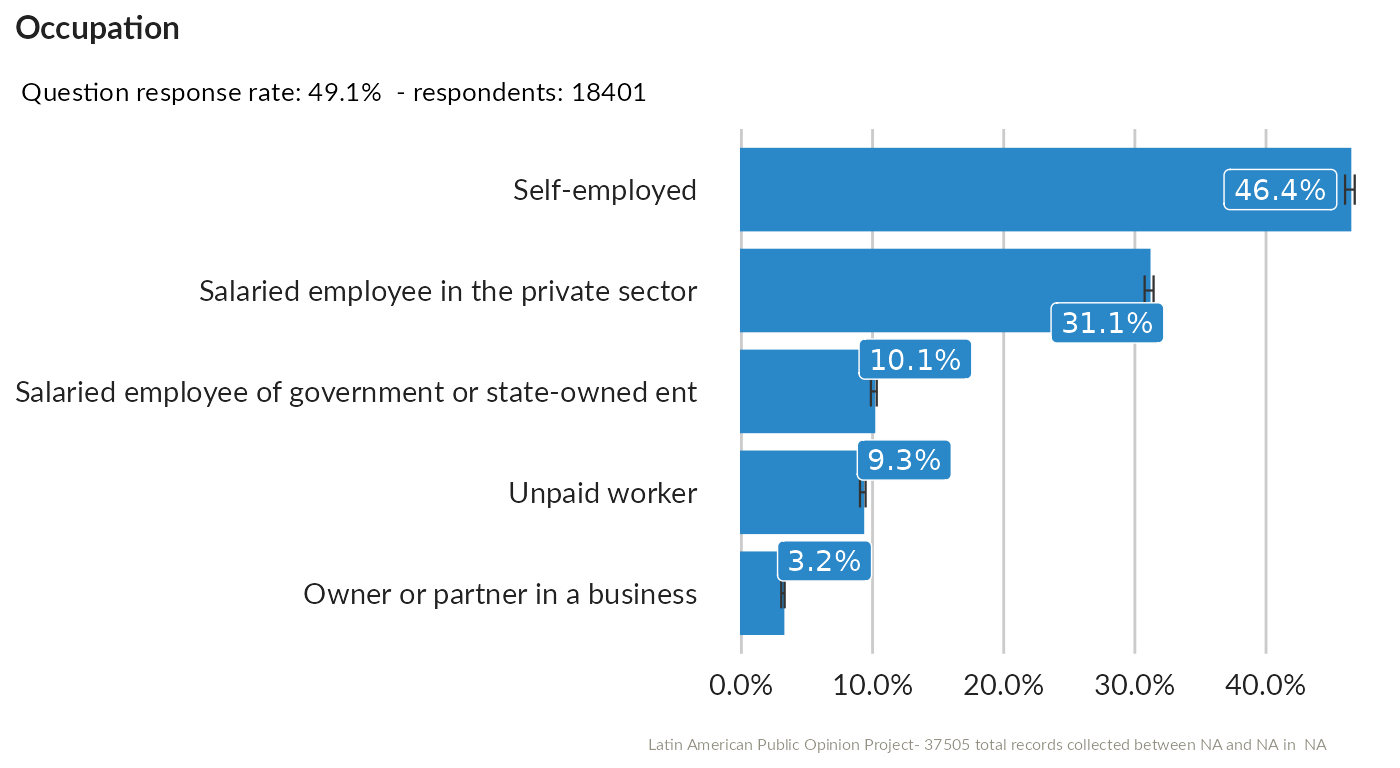 Occupation
Question response rate: 49.1%  - respondents: 18401
Self-employed
46.4%
Salaried employee in the private sector
31.1%
Salaried employee of government or state-owned ent
10.1%
Unpaid worker
9.3%
Owner or partner in a business
3.2%
0.0% 10.0% 20.0% 30.0% 40.0%
Latin American Public Opinion Project- 37505 total records collected between NA and NA in  NA